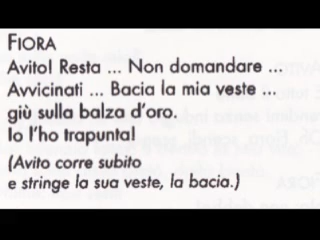 FIORA
Avito! Resta ... Non domandare ...
Avvicinati ... Bacia la mia veste ...
giù sulla balza d'oro.
Io l'ho trapunta!
(Avito corre subito
e stringe la sua veste, la bacia.)